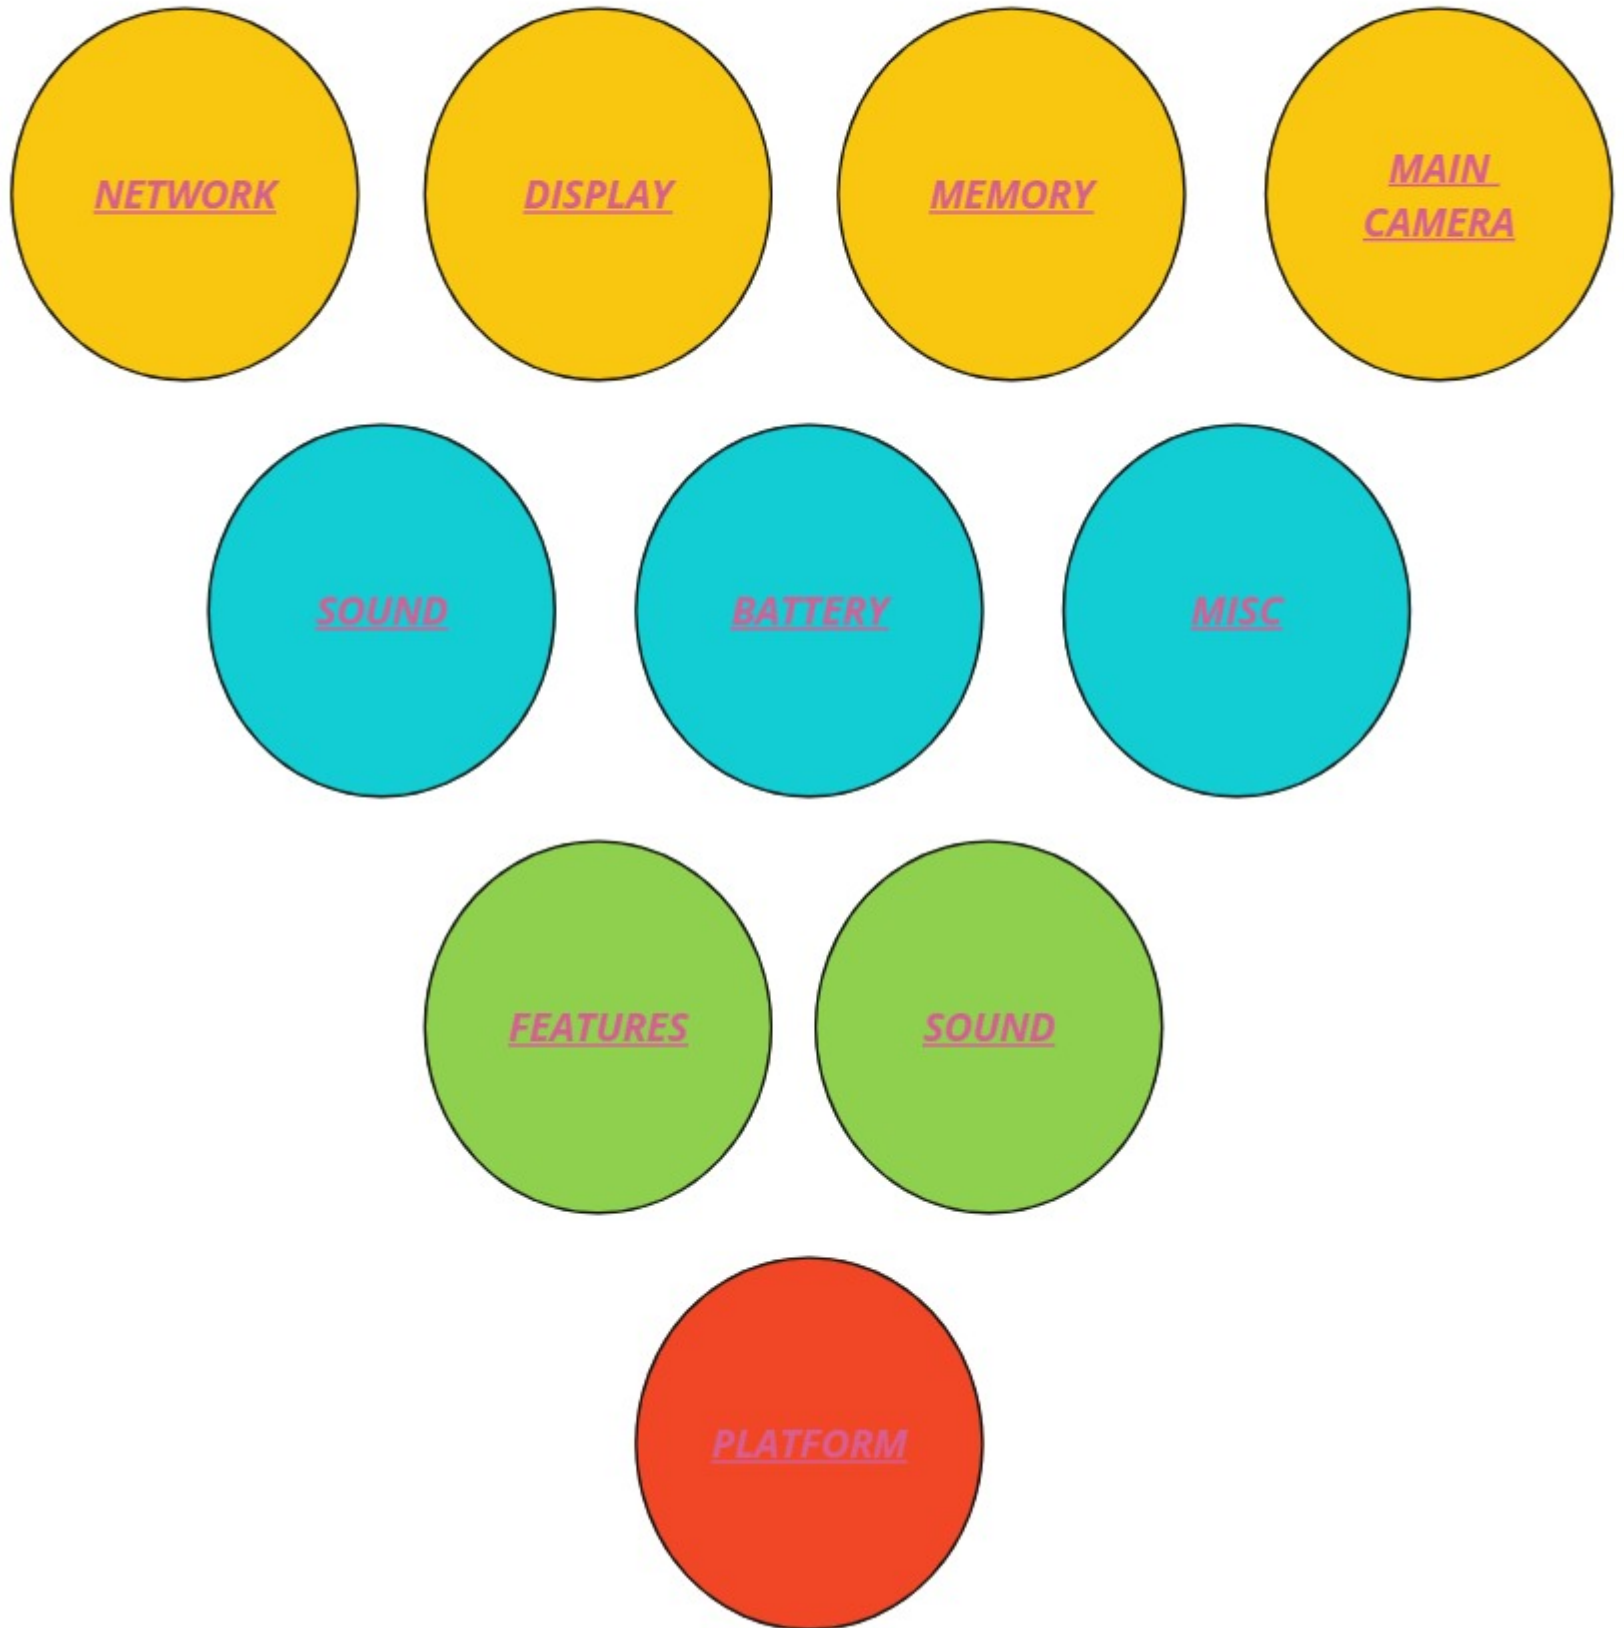 NETWORK
DISPLAY
MEMORY
MAIN
CAMERA
SOUND
BATTERY
MISC
FEATURES
SOUND
PLATFORM